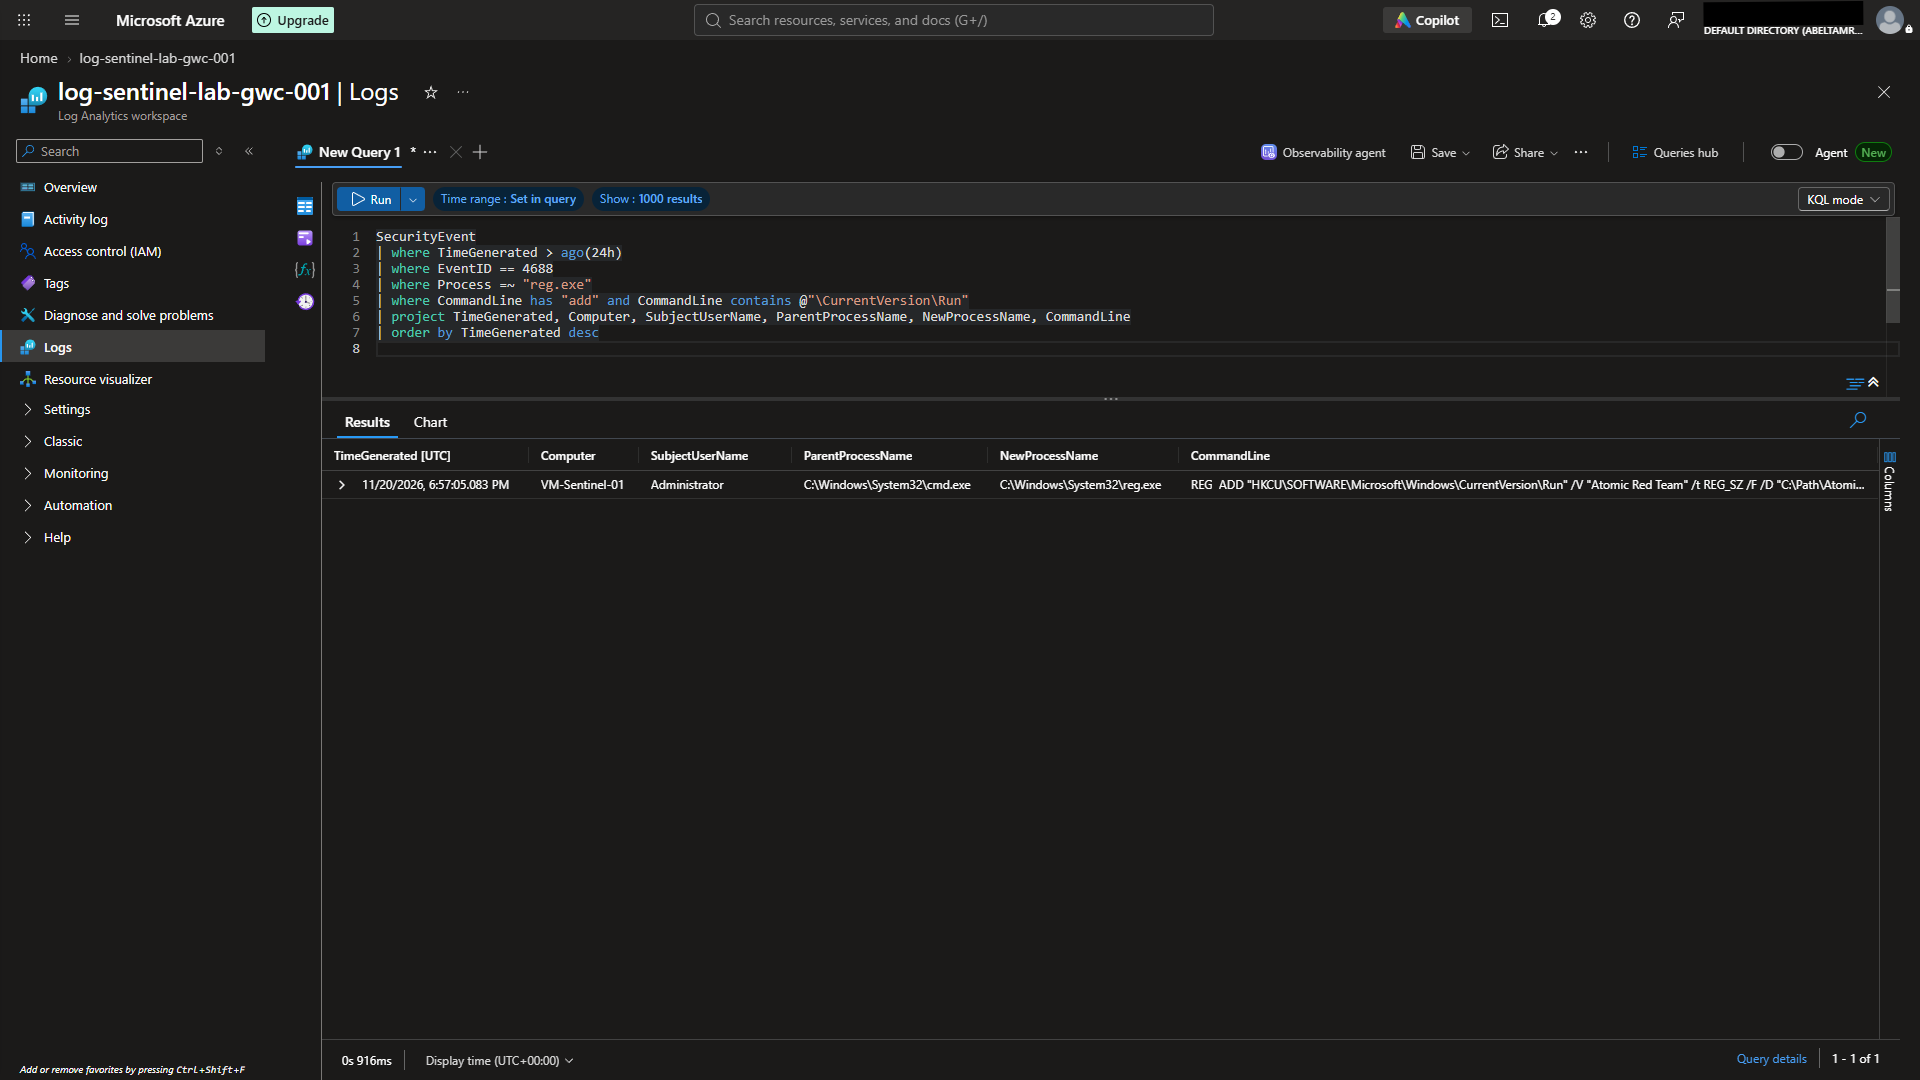 Microsoft Azure
Upgrade
Search resources, services, and docs (G+/)
Copilot
2
DEFAULT DIRECTORY (ABELTAMR...
Home > log-sentinel-lab-gwc-001
log-sentinel-lab-gwc-001 | Logs
Log Analytics workspace
Search
Overview
Activity log
Access control (IAM)
Tags
Diagnose and solve problems
Logs
Resource visualizer
Settings
Classic
Monitoring
Automation
Help
Add or remove favorites by pressing Ctrl+Shift+F
New Query 1 * ...
Observability agent
Save
Share
Queries hub
Agent
New
Run
Time range : Set in query
Show : 1000 results
KQL mode
1 SecurityEvent
2 | where TimeGenerated > ago(24h)
3 | where EventID == 4688
4 | where Process =~ "reg.exe"
5 | where CommandLine has "add" and CommandLine contains @"\CurrentVersion\Run"
6 | project TimeGenerated, Computer, SubjectUserName, ParentProcessName, NewProcessName, CommandLine
7 | order by TimeGenerated desc
8
Results
Chart
TimeGenerated [UTC] Computer SubjectUserName ParentProcessName NewProcessName CommandLine
11/20/2026, 6:57:05.083 PM VM-Sentinel-01 Administrator C:\Windows\System32\cmd.exe C:\Windows\System32\reg.exe REG ADD "HKCU\SOFTWARE\Microsoft\Windows\CurrentVersion\Run" /V "Atomic Red Team" /t REG_SZ /F /D "C:\Path\Atomi...
Columns
0s 916ms
Display time (UTC+00:00)
Query details
1 - 1 of 1